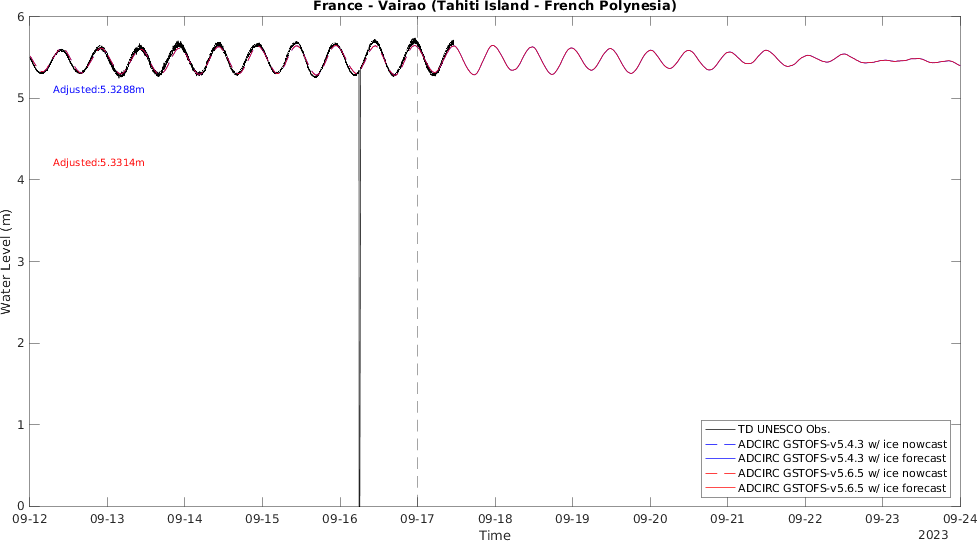 France - Vairao (Tahiti Island - French Polynesia)
6
5
4
3
2
1
0
Water Level (m)
Adjusted:5.3288m
Adjusted:5.3314m
TD UNESCO Obs.
ADCIRC GSTOFS-v5.4.3 w/ ice nowcast
ADCIRC GSTOFS-v5.4.3 w/ ice forecast
ADCIRC GSTOFS-v5.6.5 w/ ice nowcast
ADCIRC GSTOFS-v5.6.5 w/ ice forecast
09-12 09-13 09-14 09-15 09-16 09-17 09-18 09-19 09-20 09-21 09-22 09-23 09-24
Time
2023